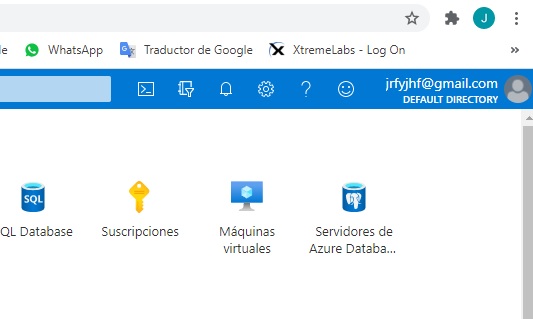 J
le WhatsApp Traductor de Google XtremeLabs - Log On »
jrfyjhf@gmail.com
DEFAULT DIRECTORY
SQL
QL Database Suscripciones Máquinas Servidores de
virtuales Azure Databa...